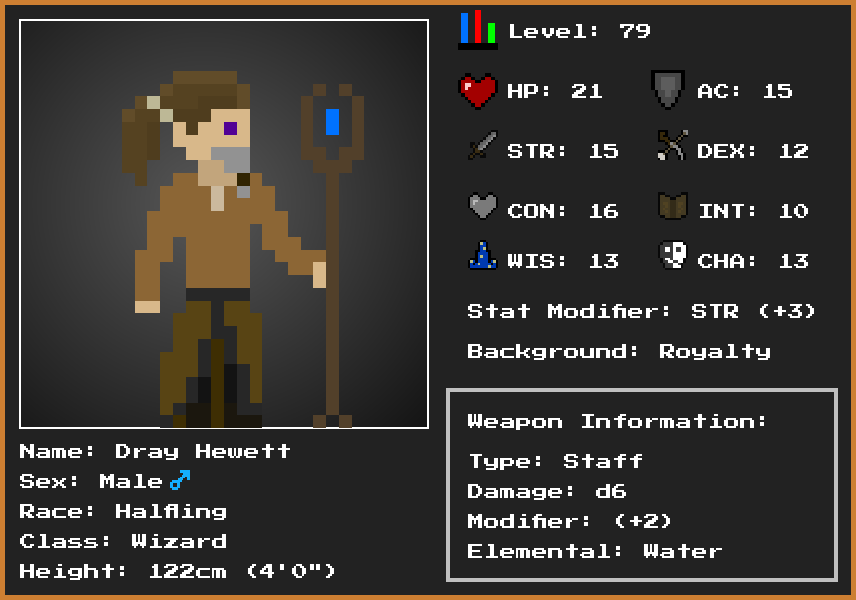 Level: 79
HP: 21
AC: 15
STR: 15
DEX: 12
CON: 16
INT: 10
WIS: 13
CHA: 13
Stat Modifier: STR (+3)
Background: Royalty
Weapon Information:
Type: Staff
Damage: d6
Modifier: (+2)
Elemental: Water
Name: Dray Hewett
Sex: Male ♂
Race: Halfling
Class: Wizard
Height: 122cm (4'0")